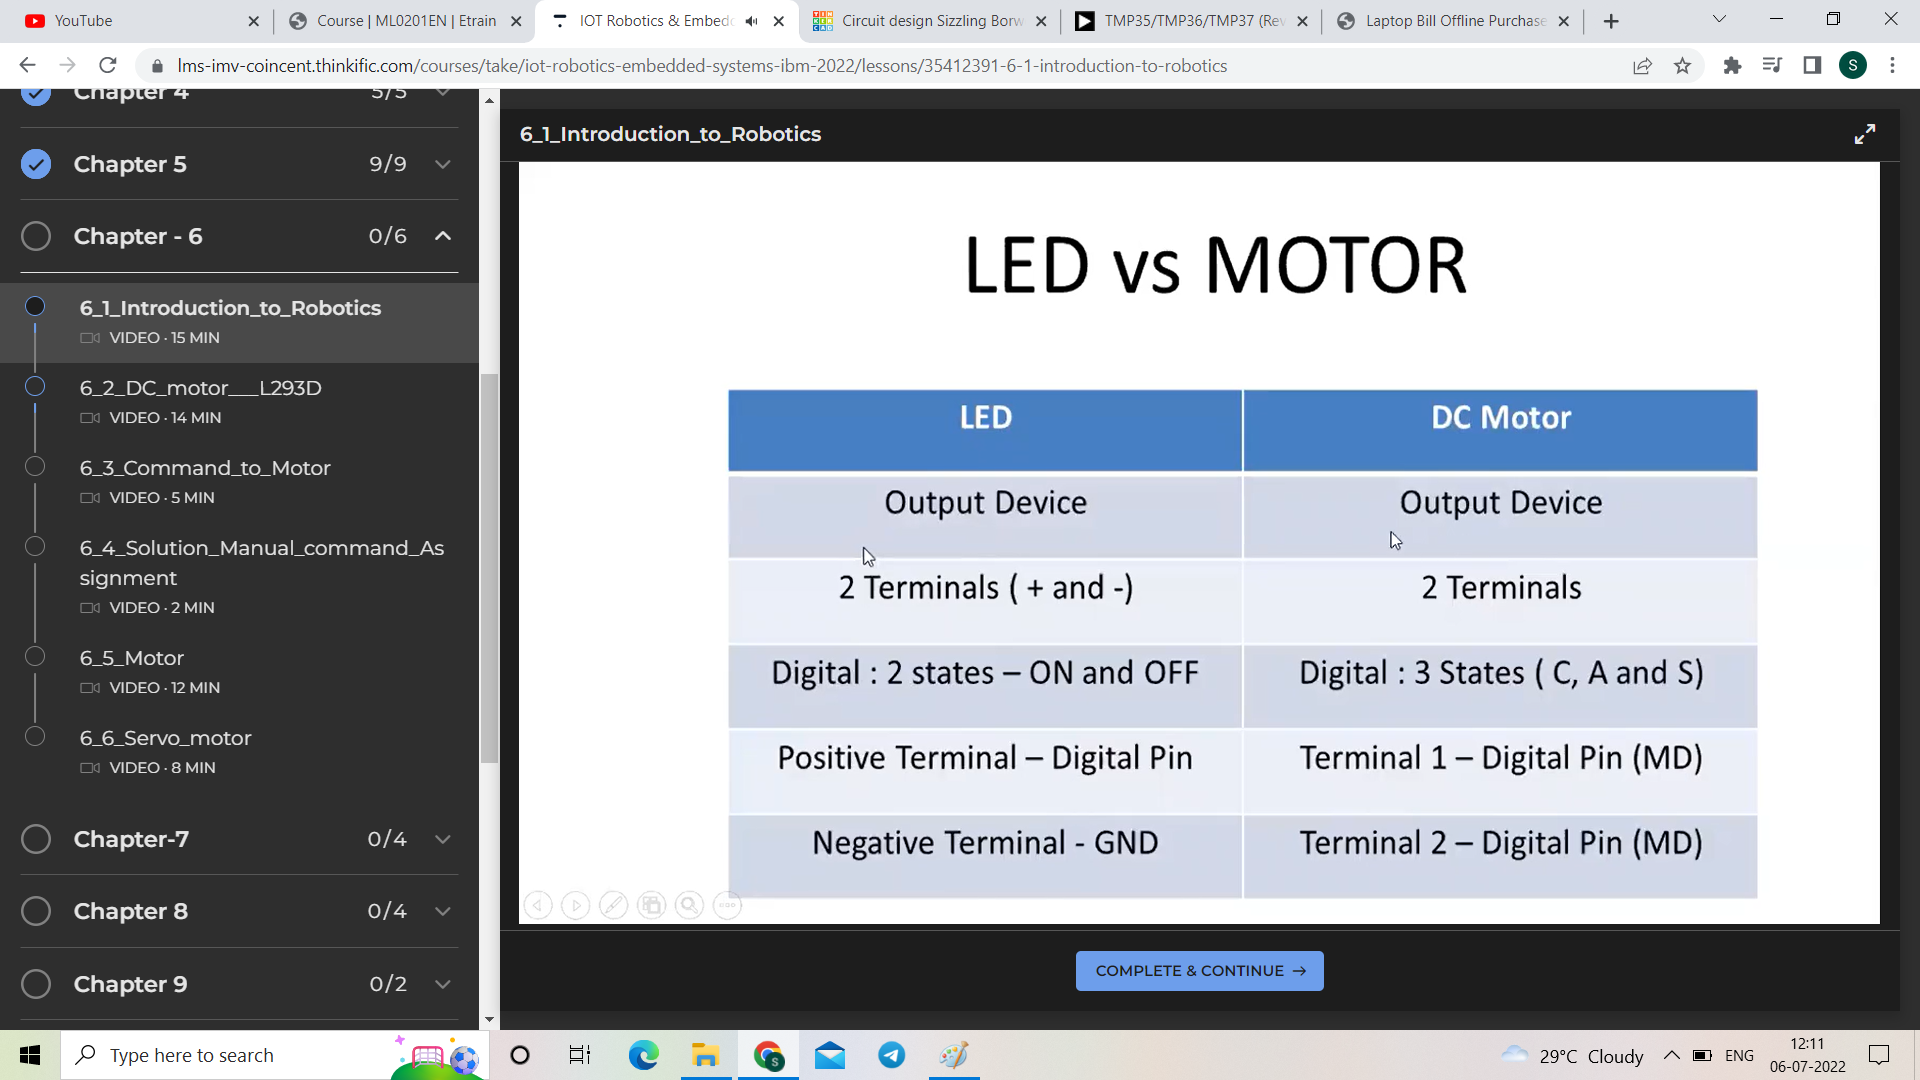 YouTube
Course | ML0201EN | Etrain
IOT Robotics & Embed
Circuit design Sizzling Borw
TMP35/TMP36/TMP37 (Rev
Laptop Bill Offline Purchase
lms-imv-coincent.thinkific.com/courses/take/iot-robotics-embedded-systems-ibm-2022/lessons/35412391-6-1-introduction-to-robotics
S
Chapter 4 5/5
Chapter 5 9/9
Chapter - 6 0/6
6_1_Introduction_to_Robotics
VIDEO · 15 MIN
6_2_DC_motor___L293D
VIDEO · 14 MIN
6_3_Command_to_Motor
VIDEO · 5 MIN
6_4_Solution_Manual_command_As
signment
VIDEO · 2 MIN
6_5_Motor
VIDEO · 12 MIN
6_6_Servo_motor
VIDEO · 8 MIN
Chapter-7 0/4
Chapter 8 0/4
Chapter 9 0/2
6_1_Introduction_to_Robotics
LED vs MOTOR
LED DC Motor
Output Device Output Device
2 Terminals ( + and -) 2 Terminals
Digital : 2 states – ON and OFF Digital : 3 States ( C, A and S)
Positive Terminal – Digital Pin Terminal 1 – Digital Pin (MD)
Negative Terminal - GND Terminal 2 – Digital Pin (MD)
COMPLETE & CONTINUE →
Type here to search
29°C Cloudy
ENG
12:11
06-07-2022